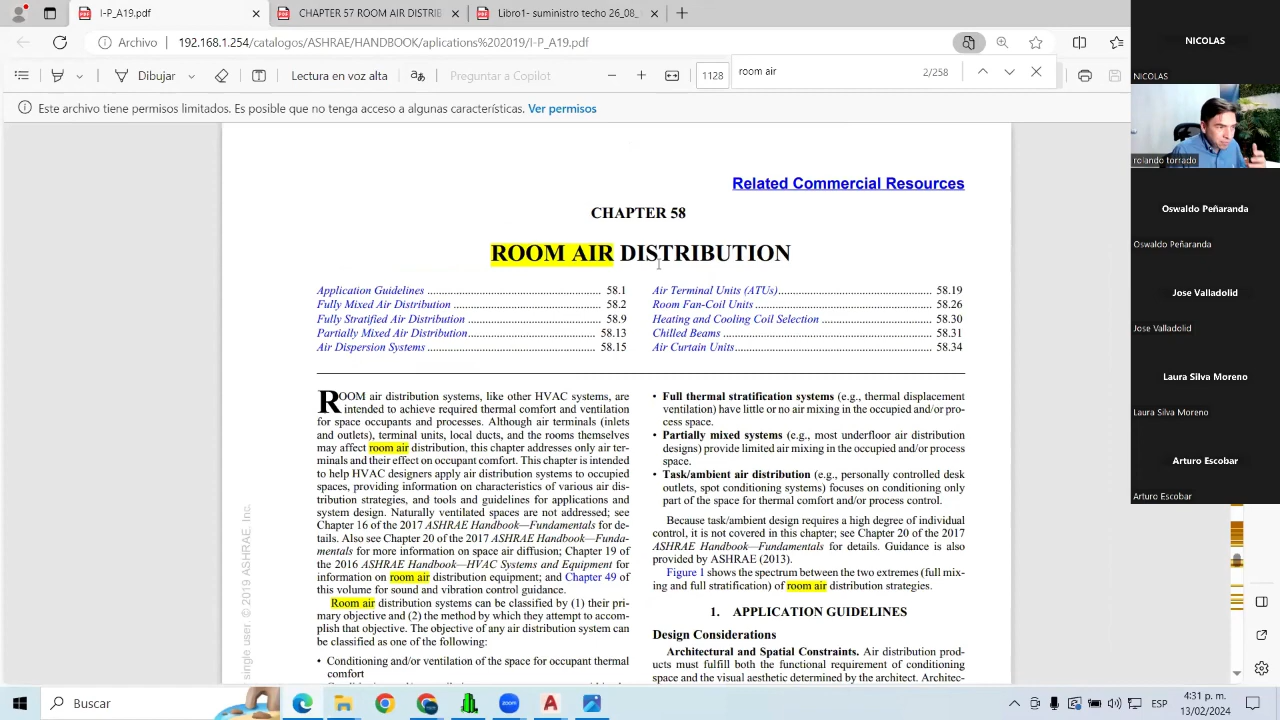 I-P_A19.pdf
CHAPTER 57 ROOM AIR DISTRIB
Libro1 suministro techo 26_08_
Archivo
192.168.1.254/catalogos/ASHRAE/HANDBOOK/aplications%202019/I-P_A19.pdf
room air
2/258
Dibujar
Lectura en voz alta
Preguntar a Copilot
1128
Este archivo tiene permisos limitados. Es posible que no tenga acceso a algunas características. Ver permisos
Related Commercial Resources
CHAPTER 58
ROOM AIR DISTRIBUTION
Application Guidelines ........ 58.1
Fully Mixed Air Distribution ........ 58.2
Fully Stratified Air Distribution ........ 58.9
Partially Mixed Air Distribution ........ 58.13
Air Dispersion Systems ........ 58.15
Air Terminal Units (ATUs) ........ 58.19
Room Fan-Coil Units ........ 58.26
Heating and Cooling Coil Selection ........ 58.30
Chilled Beams ........ 58.31
Air Curtain Units ........ 58.34
ROOM air distribution systems, like other HVAC systems, are
intended to achieve required thermal comfort and ventilation
for space occupants and processes. Although air terminals (inlets
and outlets), terminal units, local ducts, and the rooms themselves
may affect room air distribution, this chapter addresses only air ter-
minals and their effect on occupant comfort. This chapter is intended
to help HVAC designers apply air distribution systems to occupied
spaces, providing information on characteristics of various air dis-
tribution strategies, and tools and guidelines for applications and
system design. Naturally ventilated spaces are not addressed; see
Chapter 16 of the 2017 ASHRAE Handbook—Fundamentals for de-
tails. Also see Chapter 20 of the 2017 ASHRAE Handbook—Funda-
mentals for more information on space air diffusion; Chapter 19 of
the 2016 ASHRAE Handbook—HVAC Systems and Equipment for
information on room air distribution equipment; and Chapter 49 of
this volume for sound and vibration control guidance.
Room air distribution systems can be classified by (1) their pri-
mary objective and (2) the method by which they attempt to accom-
plish that objective. The objective of any air distribution system can
be classified as one of the following:
• Conditioning and/or ventilation of the space for occupant thermal
comfort
• Full thermal stratification systems (e.g., thermal displacement
ventilation) have little or no air mixing in the occupied and/or pro-
cess space.
• Partially mixed systems (e.g., most underfloor air distribution
designs) provide limited air mixing in the occupied and/or process
space.
• Task/ambient air distribution (e.g., personally controlled desk
outlets, spot conditioning systems) focuses on conditioning only
part of the space for thermal comfort and/or process control.
Because task/ambient design requires a high degree of individual
control, it is not covered in this chapter; see Chapter 20 of the 2017
ASHRAE Handbook—Fundamentals for details. Guidance is also
provided by ASHRAE (2013).
Figure 1 shows the spectrum between the two extremes (full mix-
ing and full stratification) of room air distribution strategies.
1. APPLICATION GUIDELINES
Design Considerations
Architectural and Spatial Constraints. Air distribution prod-
ucts must fulfill both the functional requirement of conditioning
space and the visual aesthetic determined by the architect. Architec-
single user. © 2019 ASHRAE, Inc.
NICOLAS
NICOLAS
rolando torrado
Oswaldo Peñaranda
Oswaldo Peñaranda
Jose Valladolid
Jose Valladolid
Laura Silva Moreno
Laura Silva Moreno
Arturo Escobar
Arturo Escobar
Buscar
zoom
4:31 p. m.